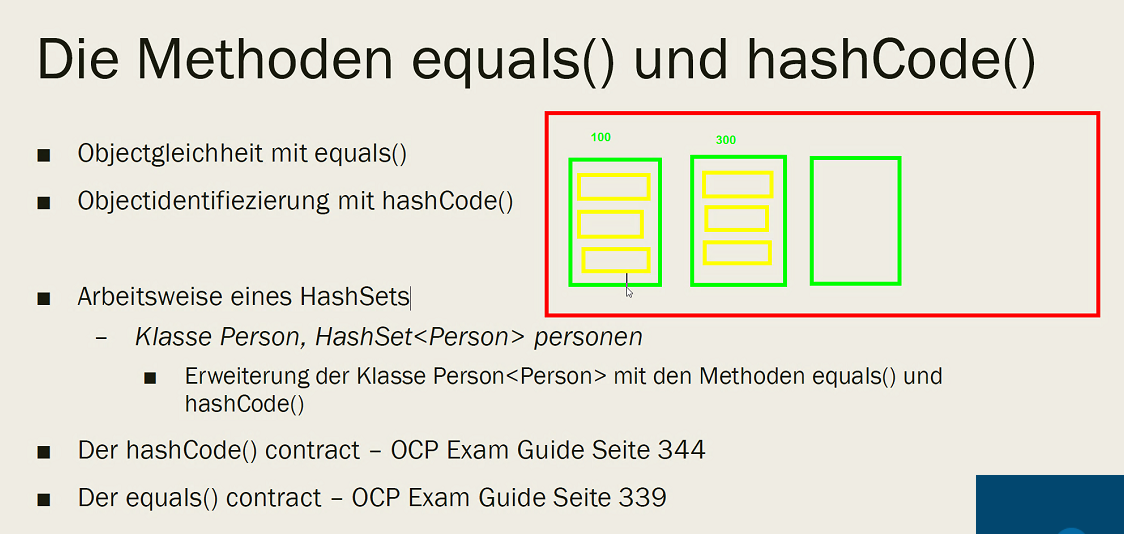 Die Methoden equals() und hashCode()
■ Objectgleichheit mit equals()
■ Objectidentifiezierung mit hashCode()
100
300
■ Arbeitsweise eines HashSets
– Klasse Person, HashSet<Person> personen
■ Erweiterung der Klasse Person<Person> mit den Methoden equals() und
hashCode()
■ Der hashCode() contract – OCP Exam Guide Seite 344
■ Der equals() contract – OCP Exam Guide Seite 339